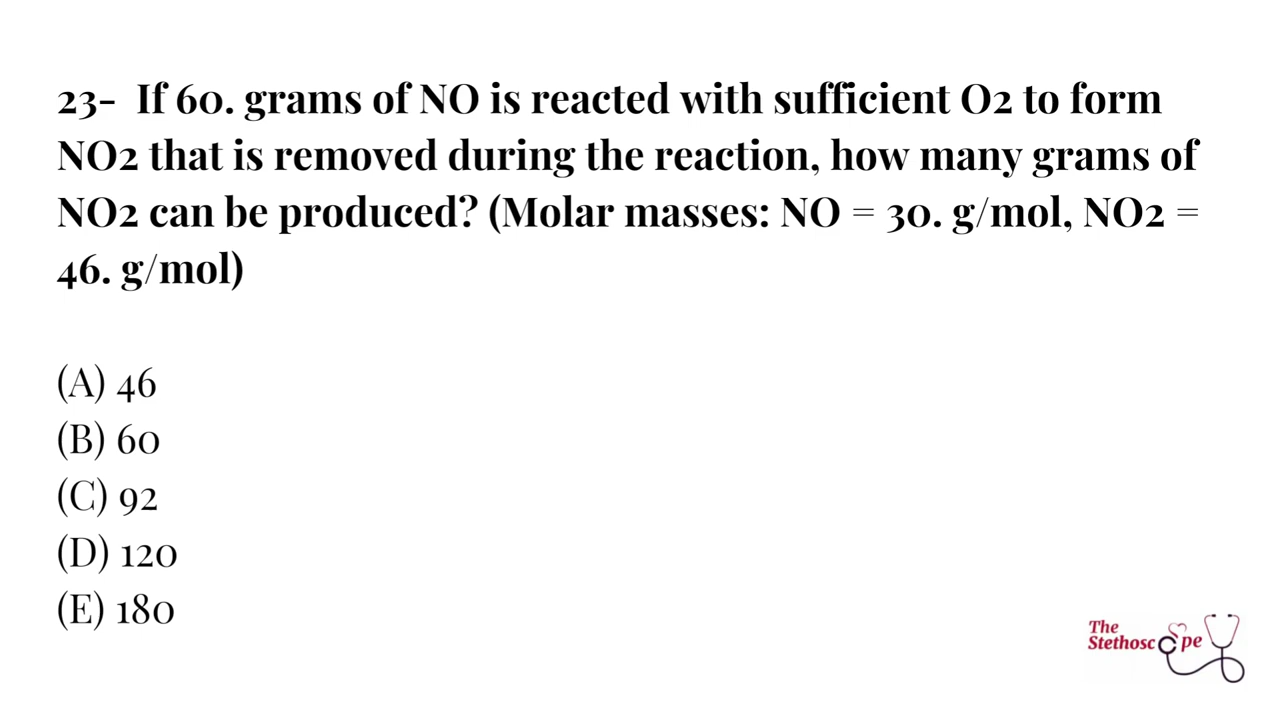 23- If 60. grams of NO is reacted with sufficient O2 to form
NO2 that is removed during the reaction, how many grams of
NO2 can be produced? (Molar masses: NO = 30. g/mol, NO2 =
46. g/mol)
(A) 46
(B) 60
(C) 92
(D) 120
(E) 180
The
Stethoscope